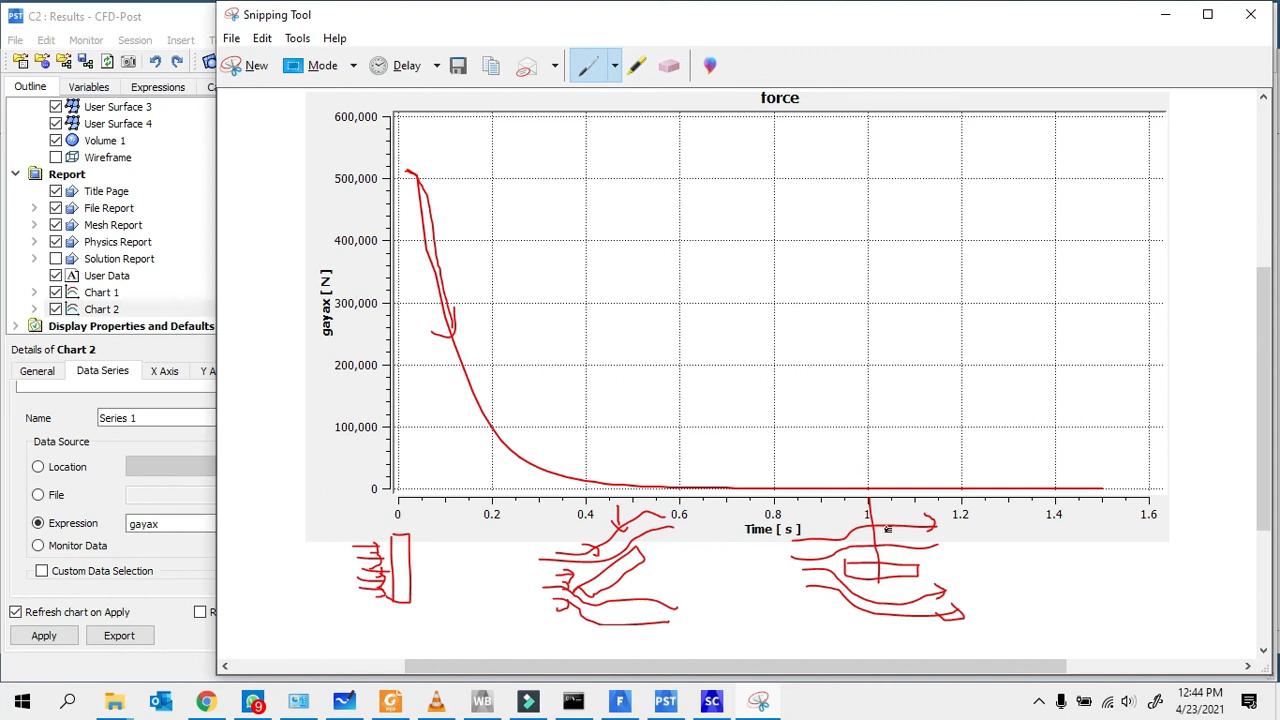 C2 : Results - CFD-Post
File Edit Monitor Session Insert
Outline Variables Expressions
User Surface 3
User Surface 4
Volume 1
Wireframe
Report
Title Page
File Report
Mesh Report
Physics Report
Solution Report
User Data
Chart 1
Chart 2
Display Properties and Defaults
Details of Chart 2
General Data Series X Axis
Name Series 1
Data Source
Location
File
Expression gayax
Monitor Data
Custom Data Selection
Refresh chart on Apply
Apply Export
Snipping Tool
File Edit Tools Help
New Mode Delay
force
600,000
500,000
400,000
300,000
200,000
100,000
0
gayax [ N ]
0 0.2 0.4 0.6 0.8 1 1.2 1.4 1.6
Time [ s ]
9 WB F PST SC
12:44 PM
4/23/2021